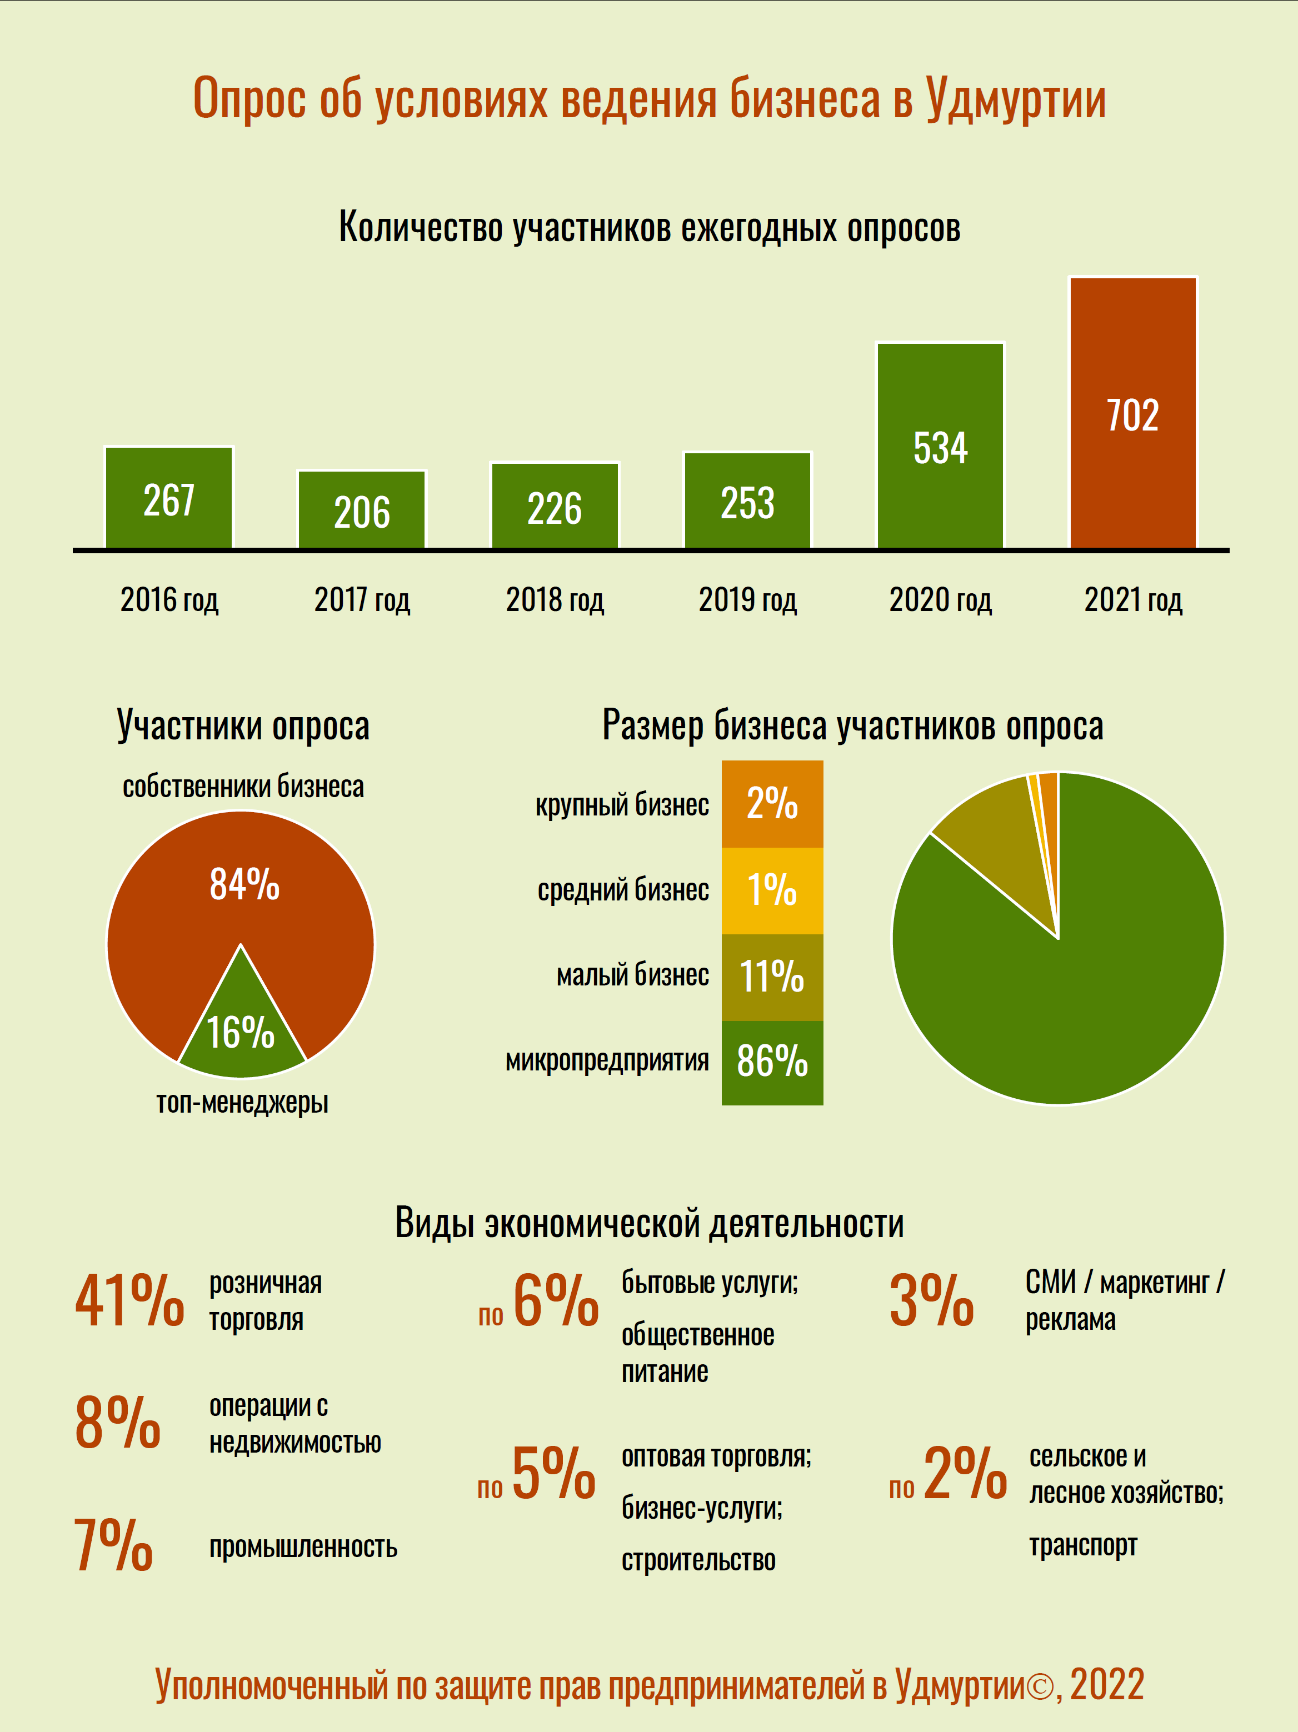 Опрос об условиях ведения бизнеса в Удмуртии
Количество участников ежегодных опросов
267
206
226
253
534
702
2016 год
2017 год
2018 год
2019 год
2020 год
2021 год
Участники опроса
собственники бизнеса
84%
16%
топ-менеджеры
Размер бизнеса участников опроса
крупный бизнес
2%
средний бизнес
1%
малый бизнес
11%
микропредприятия
86%
Виды экономической деятельности
41%
розничная
торговля
8%
операции с
недвижимостью
7%
промышленность
по 6%
бытовые услуги;
общественное
питание
по 5%
оптовая торговля;
бизнес-услуги;
строительство
3%
СМИ / маркетинг /
реклама
по 2%
сельское и
лесное хозяйство;
транспорт
Уполномоченный по защите прав предпринимателей в Удмуртии©, 2022